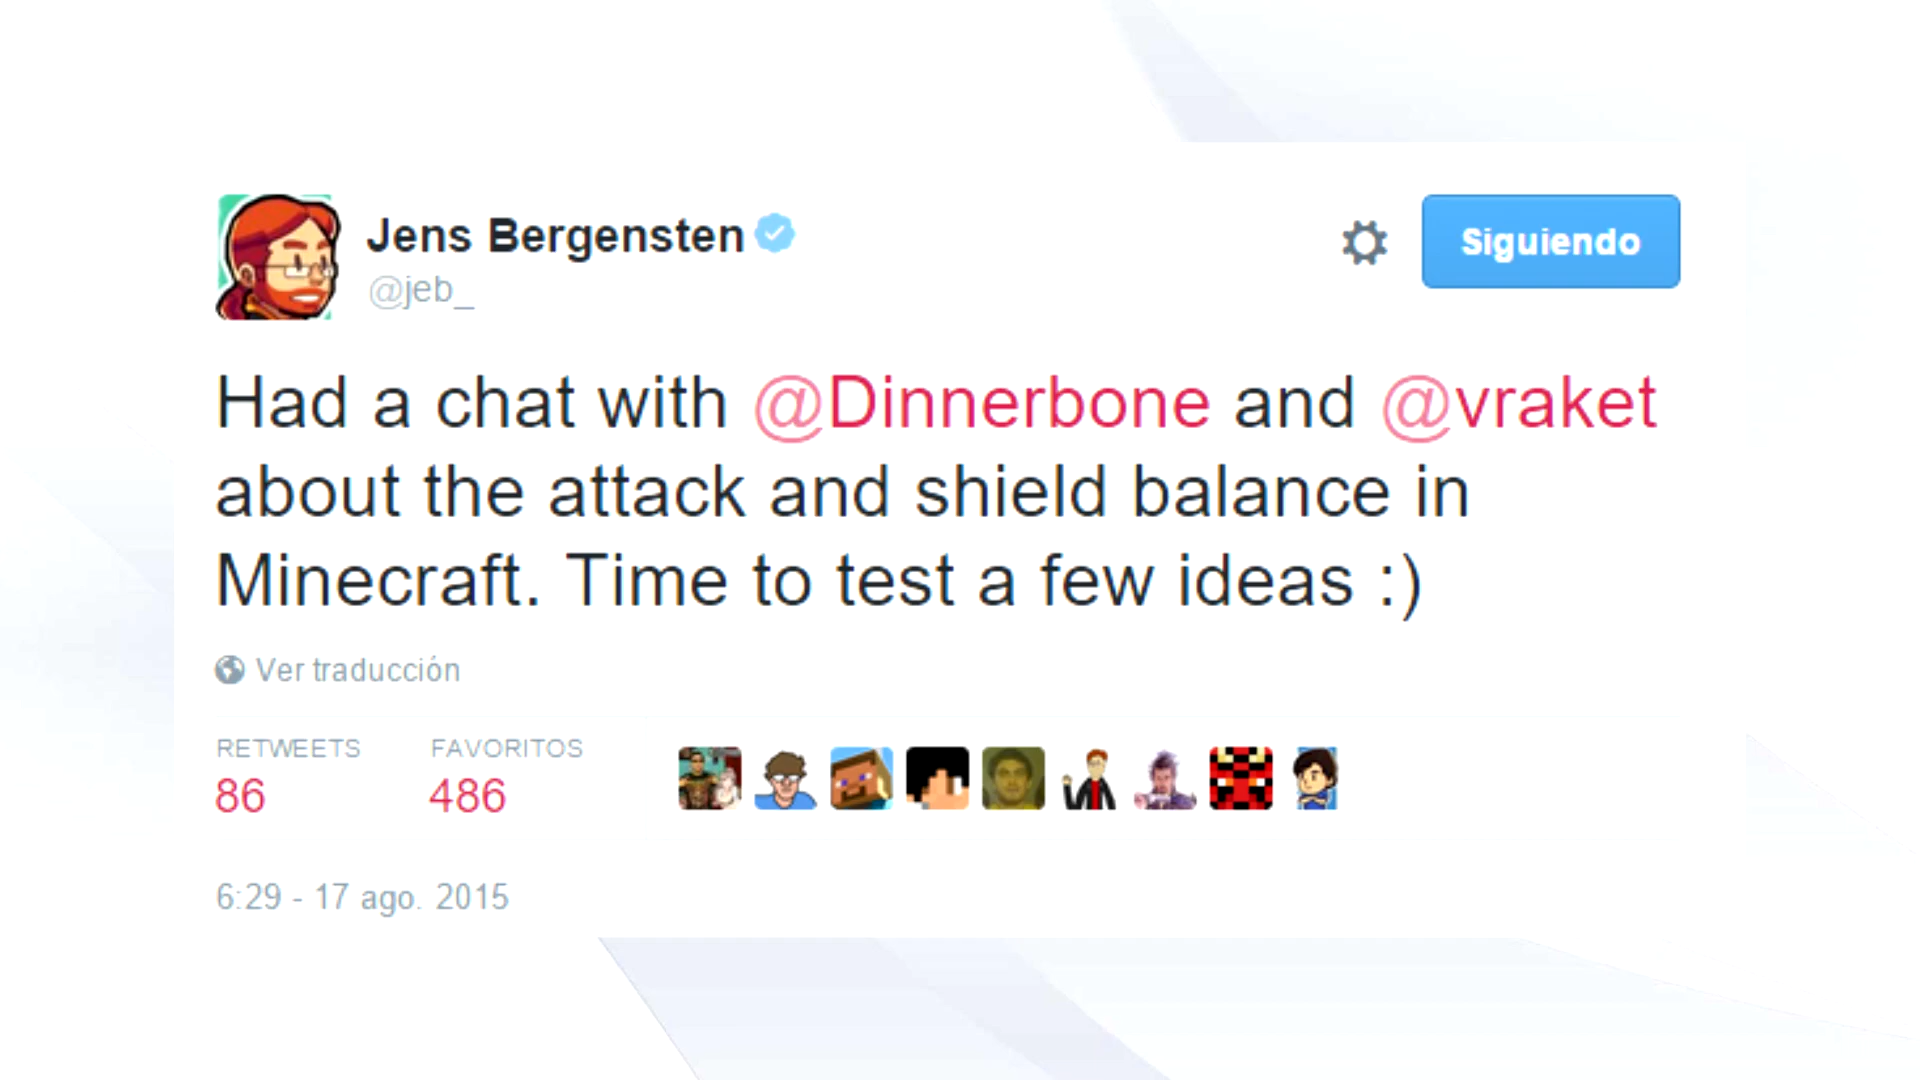 Jens Bergensten
@jeb_
Siguiendo
Had a chat with @Dinnerbone and @vraket
about the attack and shield balance in
Minecraft. Time to test a few ideas :)
Ver traducción
RETWEETS FAVORITOS
86 486
6:29 - 17 ago. 2015